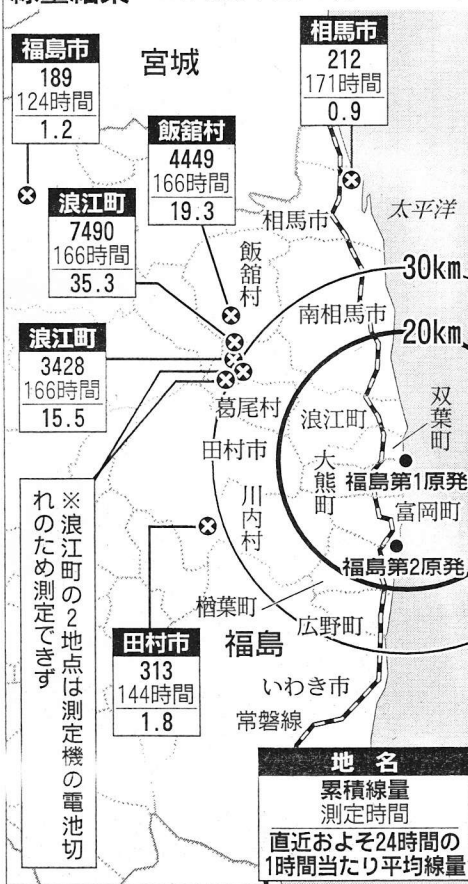 福島市
189
124時間
1.2
宮城
相馬市
212
171時間
0.9
飯舘村
4449
166時間
19.3
浪江町
7490
166時間
35.3
太平洋
相馬市
飯舘村
30km
南相馬市
20km
浪江町
3428
166時間
15.5
葛尾村
浪江町
双葉町
田村市
大熊町
福島第1原発
川内村
富岡町
福島第2原発
※浪江町の2地点は測定機の電池切
れのため測定できず
楢葉町
広野町
福島
田村市
313
144時間
1.8
いわき市
常磐線
地名
累積線量
測定時間
直近およそ24時間の
1時間当たり平均線量